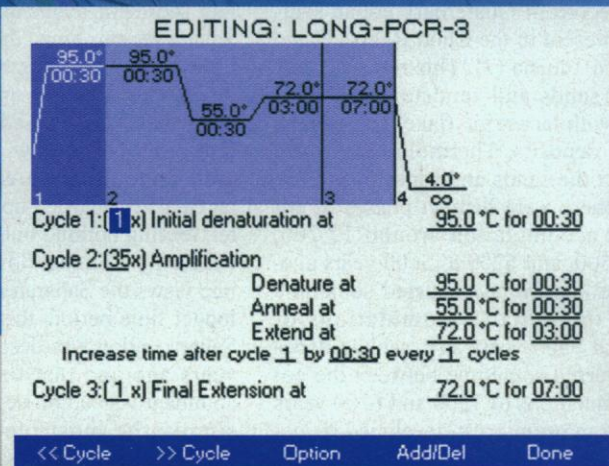 EDITING: LONG-PCR-3
95.0° 95.0°
00:30 00:30
72.0° 72.0°
55.0° 03:00 07:00
00:30
4.0°
1 2 3 4 ∞
Cycle 1:(1x) Initial denaturation at 95.0 °C for 00:30
Cycle 2:(35x) Amplification
Denature at 95.0 °C for 00:30
Anneal at 55.0 °C for 00:30
Extend at 72.0 °C for 03:00
Increase time after cycle 1 by 00:30 every 1 cycles
Cycle 3:(1 x) Final Extension at 72.0 °C for 07:00
<< Cycle >> Cycle Option Add/Del Done